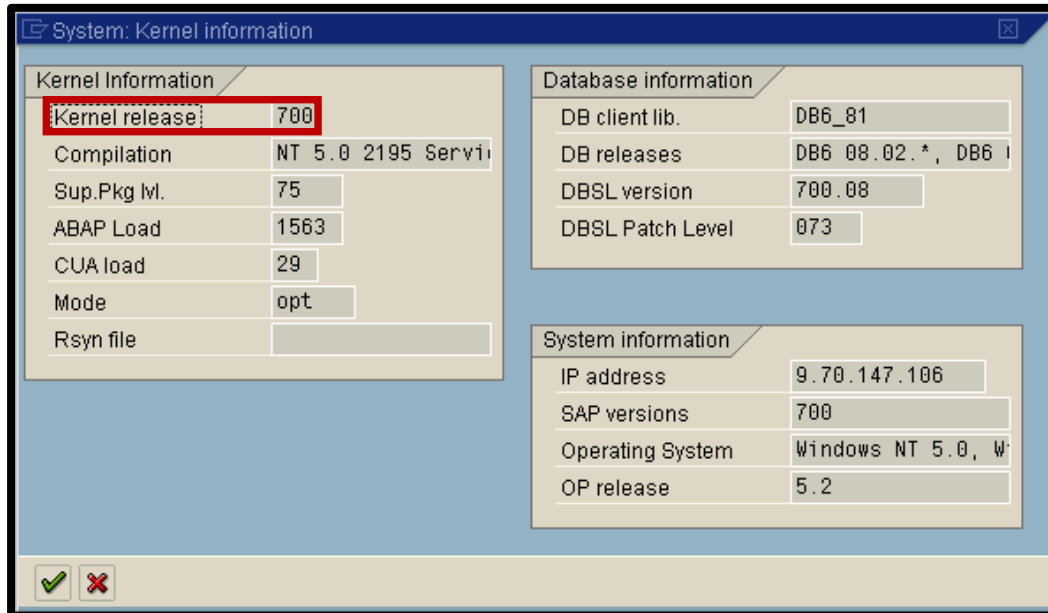 System: Kernel information
Kernel Information
Kernel release: 700
Compilation NT 5.0 2195 Servi
Sup.Pkg lvl. 75
ABAP Load 1563
CUA load 29
Mode opt
Rsyn file
Database information
DB client lib. DB6_81
DB releases DB6 08.02.*, DB6
DBSL version 700.08
DBSL Patch Level 073
System information
IP address 9.70.147.106
SAP versions 700
Operating System Windows NT 5.0, W
OP release 5.2